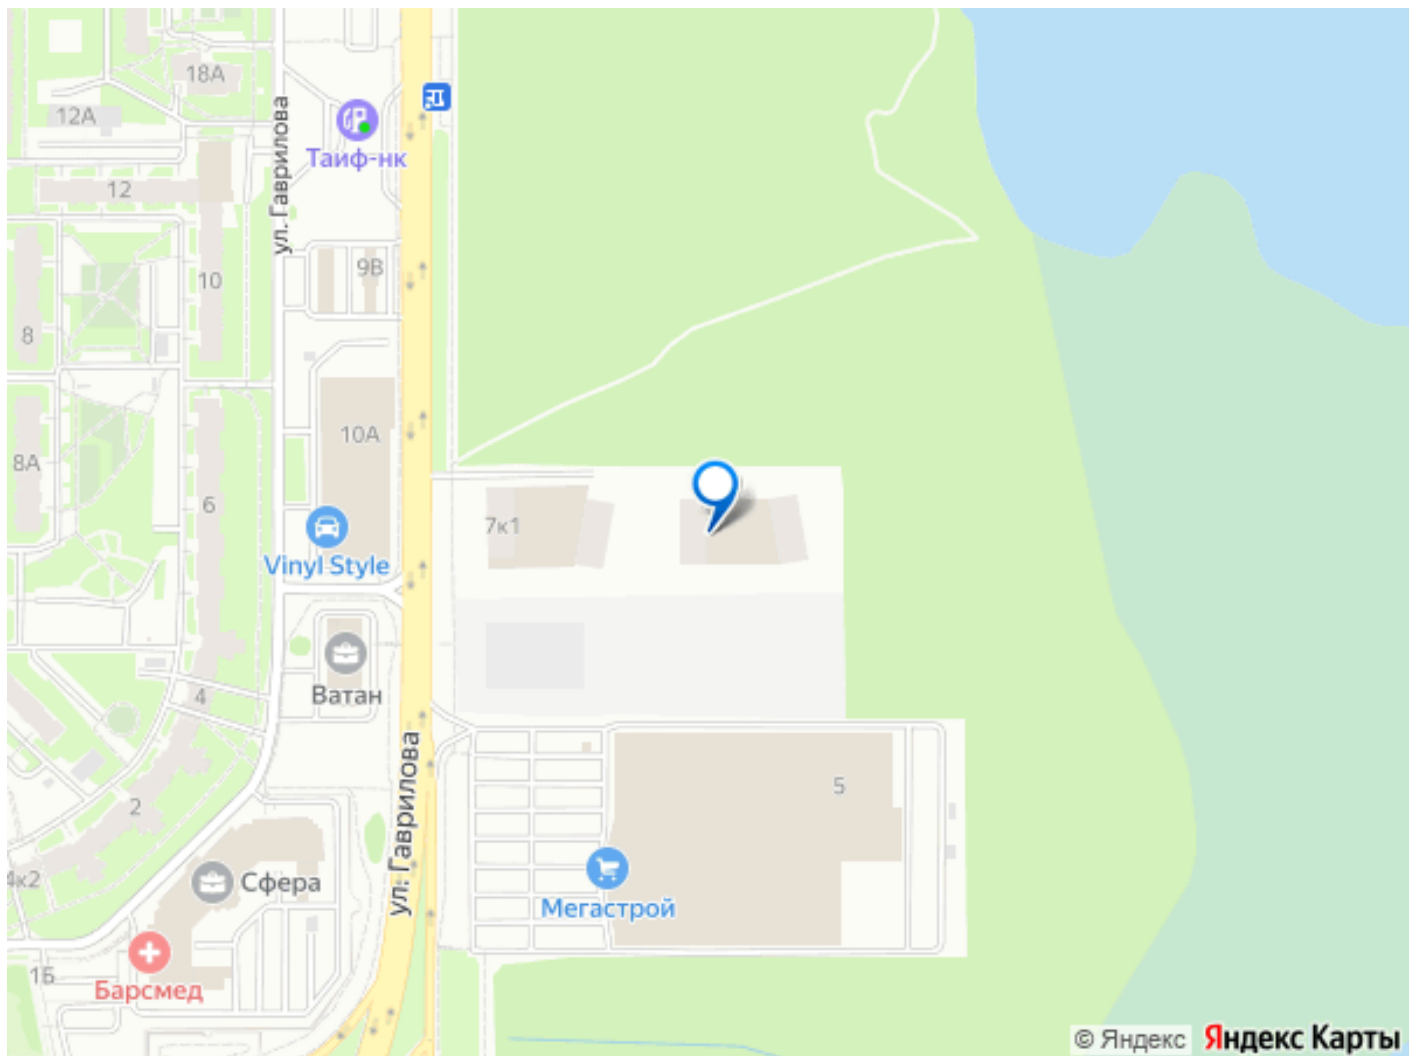 18А
12А
ул. Гаврилова
Таиф-нк
12
9В
10
8
10А
8А
6
7к1
Vinyl Style
Ватан
4
ул. Гаврилова
5
2
4к2
Сфера
Мегастрой
1Б
Барсмед
© Яндекс Яндекс Карты